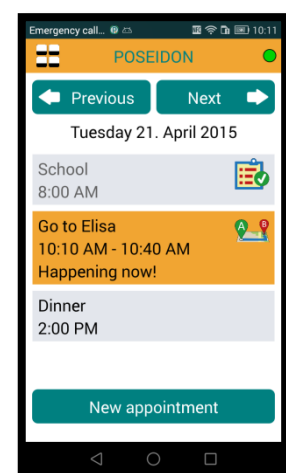 Emergency call… 10:11
POSEIDON
Previous Next
Tuesday 21. April 2015
School
8:00 AM
Go to Elisa
10:10 AM - 10:40 AM
Happening now!
Dinner
2:00 PM
New appointment